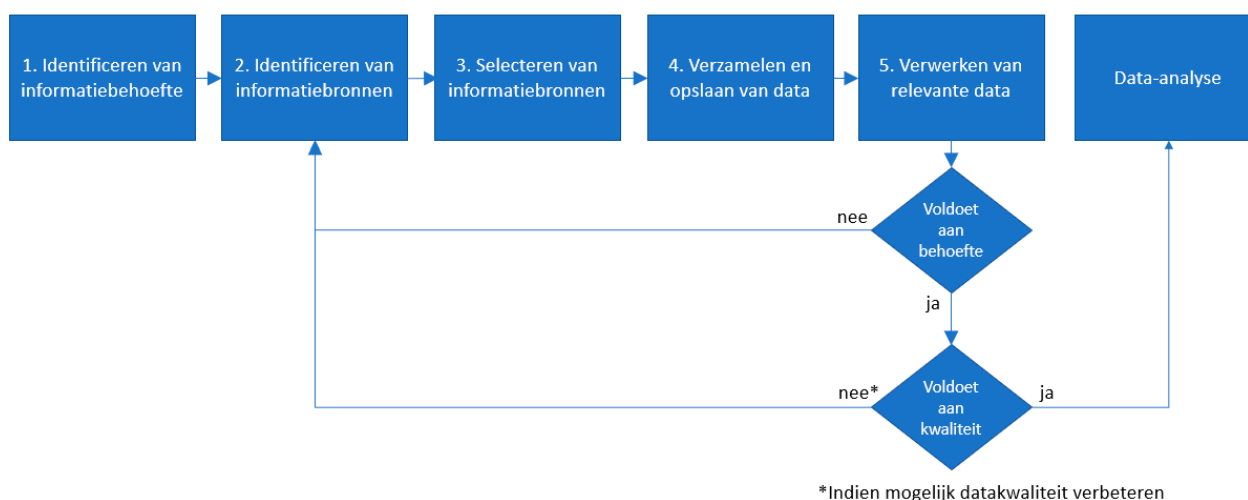 1. Identificeren van
informatiebehoefte
2. Identificeren van
informatiebronnen
3. Selecteren van
informatiebronnen
4. Verzamelen en
opslaan van data
5. Verwerken van
relevante data
Data-analyse
Voldoet
aan
behoefte
nee
ja
Voldoet
aan
kwaliteit
nee*
ja
*Indien mogelijk datakwaliteit verbeteren